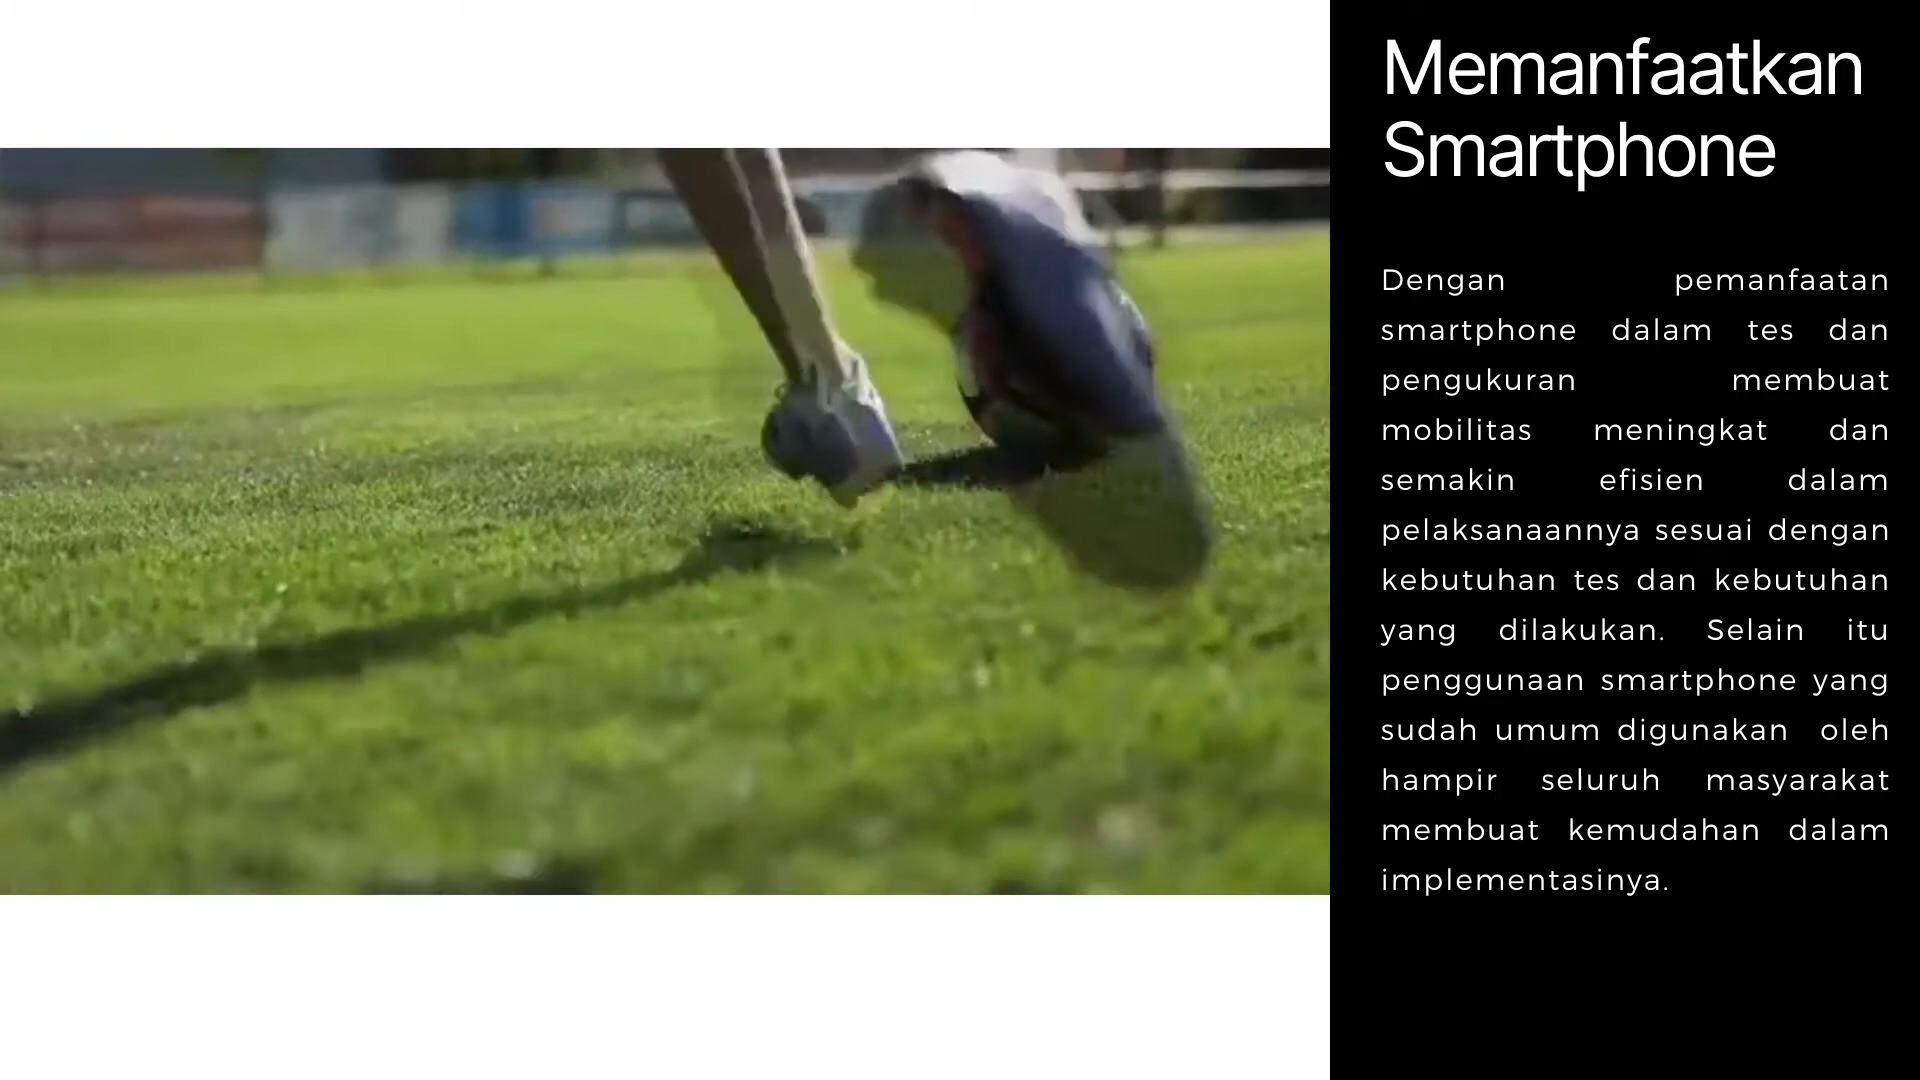 Memanfaatkan
Smartphone
Dengan pemanfaatan
smartphone dalam tes dan
pengukuran membuat
mobilitas meningkat dan
semakin efisien dalam
pelaksanaannya sesuai dengan
kebutuhan tes dan kebutuhan
yang dilakukan. Selain itu
penggunaan smartphone yang
sudah umum digunakan oleh
hampir seluruh masyarakat
membuat kemudahan dalam
implementasinya.